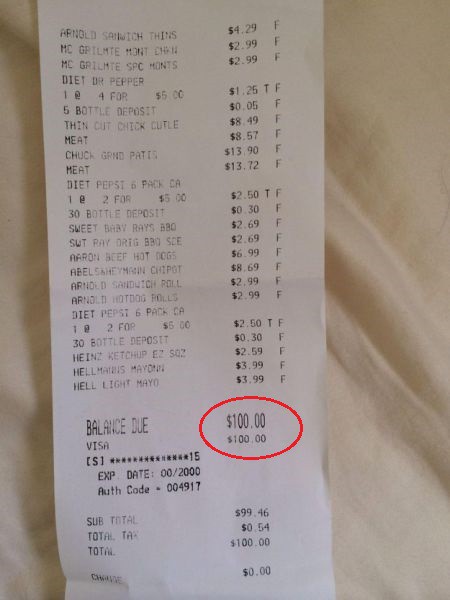 ARNOLD SANWICH THINS $4.29 F
MC GRILMTE MONT CHKN $2.99 F
MC GRILMTE SPC MONTS $2.99 F
DIET DR PEPPER
1 @ 4 FOR $5.00 $1.25 T F
5 BOTTLE DEPOSIT $0.05 F
THIN CUT CHICK CUTLE $8.49 F
MEAT $8.57 F
CHUCK GRND PATIS $13.90 F
MEAT $13.72 F
DIET PEPSI 6 PACK CA
1 @ 2 FOR $5.00 $2.50 T F
30 BOTTLE DEPOSIT $0.30 F
SWEET BABY RAYS BBQ $2.69 F
SWT RAY ORIG BBQ SCE $2.69 F
AARON BEEF HOT DOGS $6.99 F
ABELS&HEYMANN CHIPOT $8.69 F
ARNOLD SANDWICH ROLL $2.99 F
ARNOLD HOTDOG ROLLS $2.99 F
DIET PEPSI 6 PACK CA
1 @ 2 FOR $5.00 $2.50 T F
30 BOTTLE DEPOSIT $0.30 F
HEINZ KETCHUP EZ SQZ $2.59 F
HELLMANNS MAYONN $3.99 F
HELL LIGHT MAYO $3.99 F
BALANCE DUE $100.00
VISA $100.00
[S] **************15
EXP. DATE: 00/2000
Auth Code = 004917
SUB TOTAL $99.46
TOTAL TAX $0.54
TOTAL $100.00
CHANGE $0.00